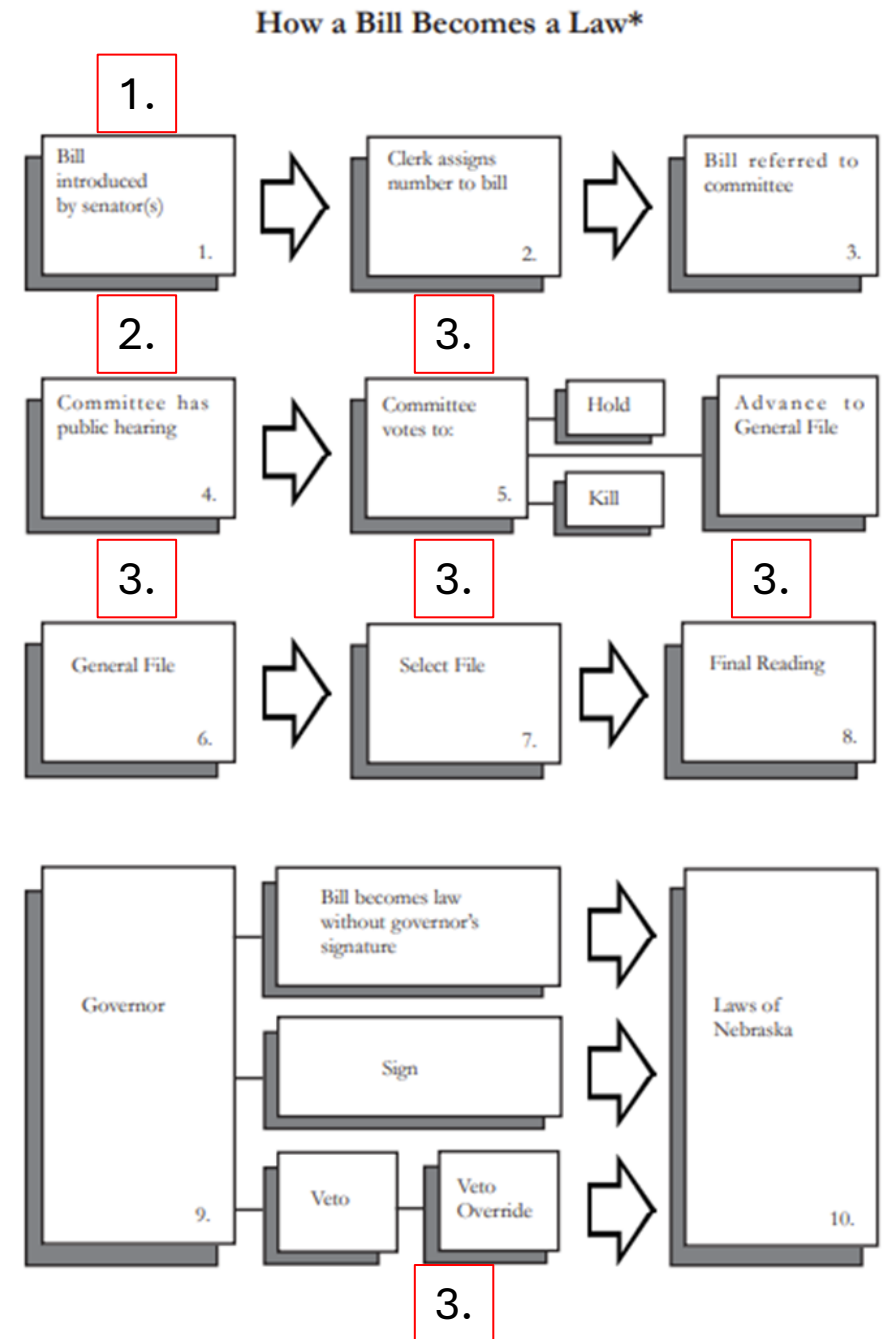 How a Bill Becomes a Law*
1.
Bill
introduced
by senator(s)
1.
Clerk assigns
number to bill
2.
Bill referred to
committee
3.
2.
Committee has
public hearing
4.
3.
Committee
votes to:
5.
Hold
Kill
Advance to
General File
3.
General File
6.
3.
Select File
7.
3.
Final Reading
8.
Governor
9.
Bill becomes law
without governor's
signature
Sign
Veto
Veto
Override
3.
Laws of
Nebraska
10.